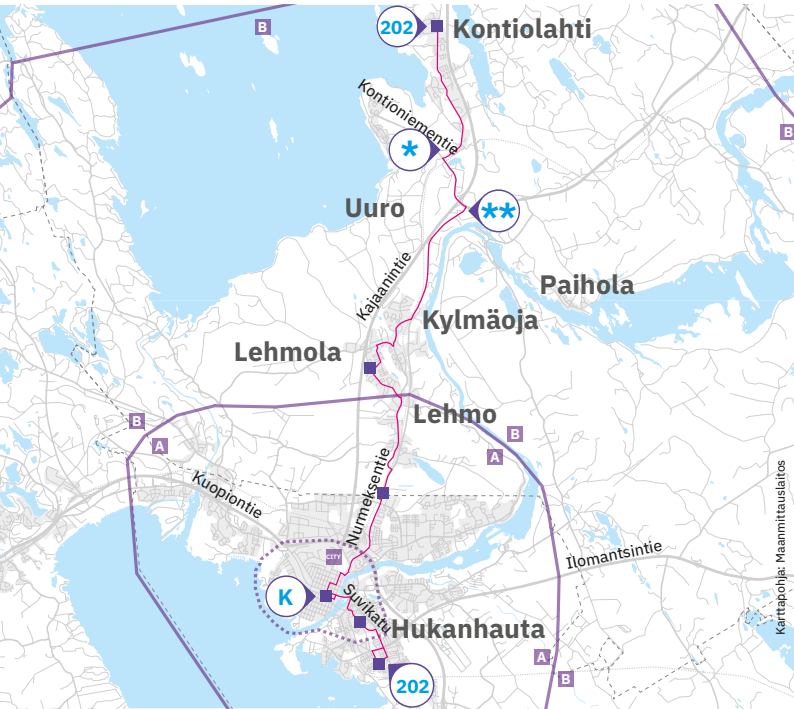 B
202
Kontiolahti
Kontioniementie
B
*
Uuro
**
Kajaanintie
Paihola
Kylmäoja
Lehmola
B
A
Lehmo
B
A
Nurmeksentie
Kuopiontie
Karttapohja: Maanmittauslaitos
CITY
Ilomantsintie
K
Suvikatu
Hukanhauta
A
B
202